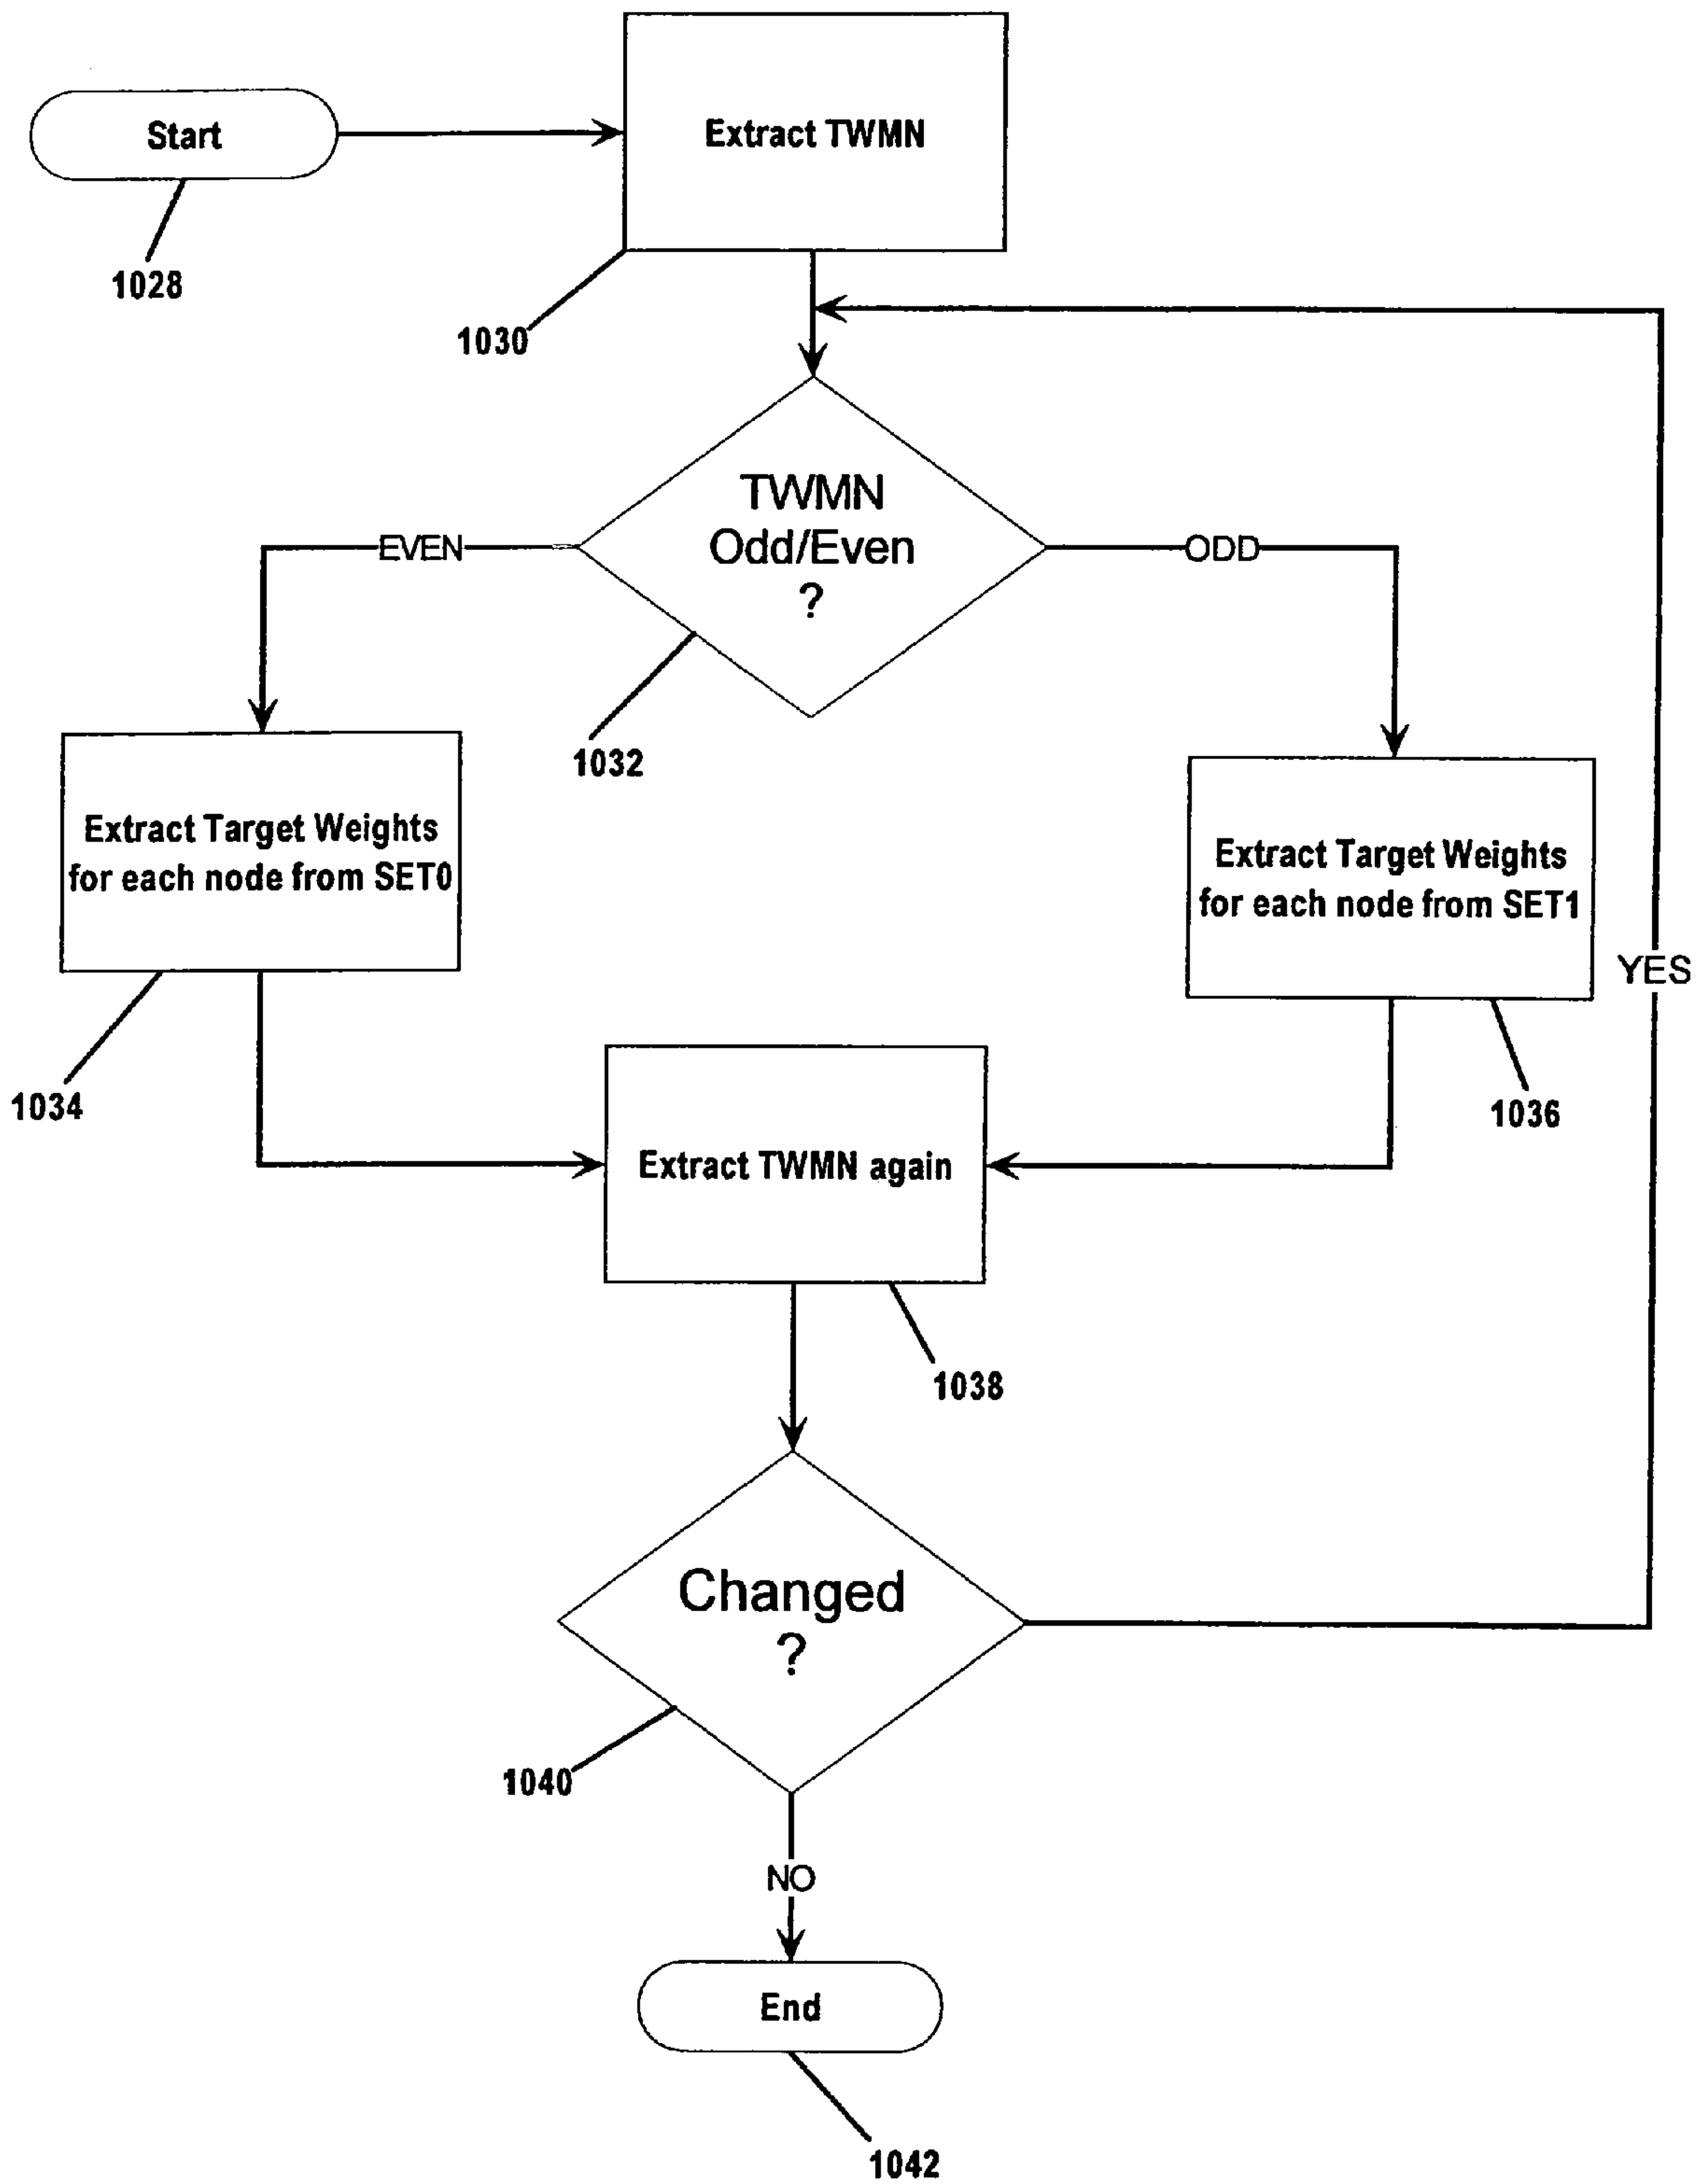 Start
Extract TWMN
1028
1030
TWMN
Odd/Even
?
EVEN
ODD
1032
Extract Target Weights
for each node from SET0
Extract Target Weights
for each node from SET1
YES
1034
1036
Extract TWMN again
1038
Changed
?
1040
NO
End
1042